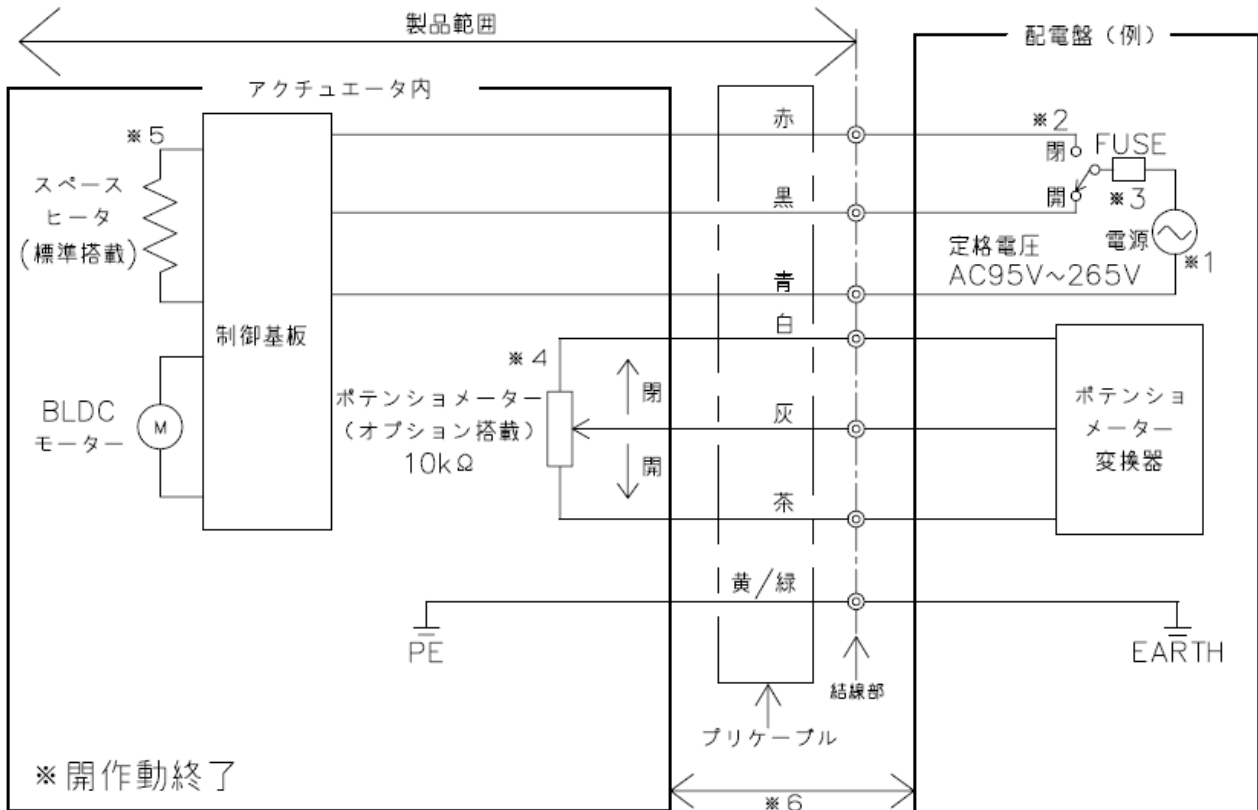 製品範囲
配電盤（例）
アクチュエータ内
※5
スペース
ヒータ
(標準搭載)
制御基板
BLDC
モーター
M
赤
黒
青
白
灰
茶
黄/緑
※2
閉
開
FUSE
※3
電源
※1
定格電圧
AC95V～265V
※4
ポテンショメーター
（オプション搭載）
10kΩ
閉
開
ポテンショ
メーター
変換器
PE
EARTH
結線部
プリケーブル
※開作動終了
※6